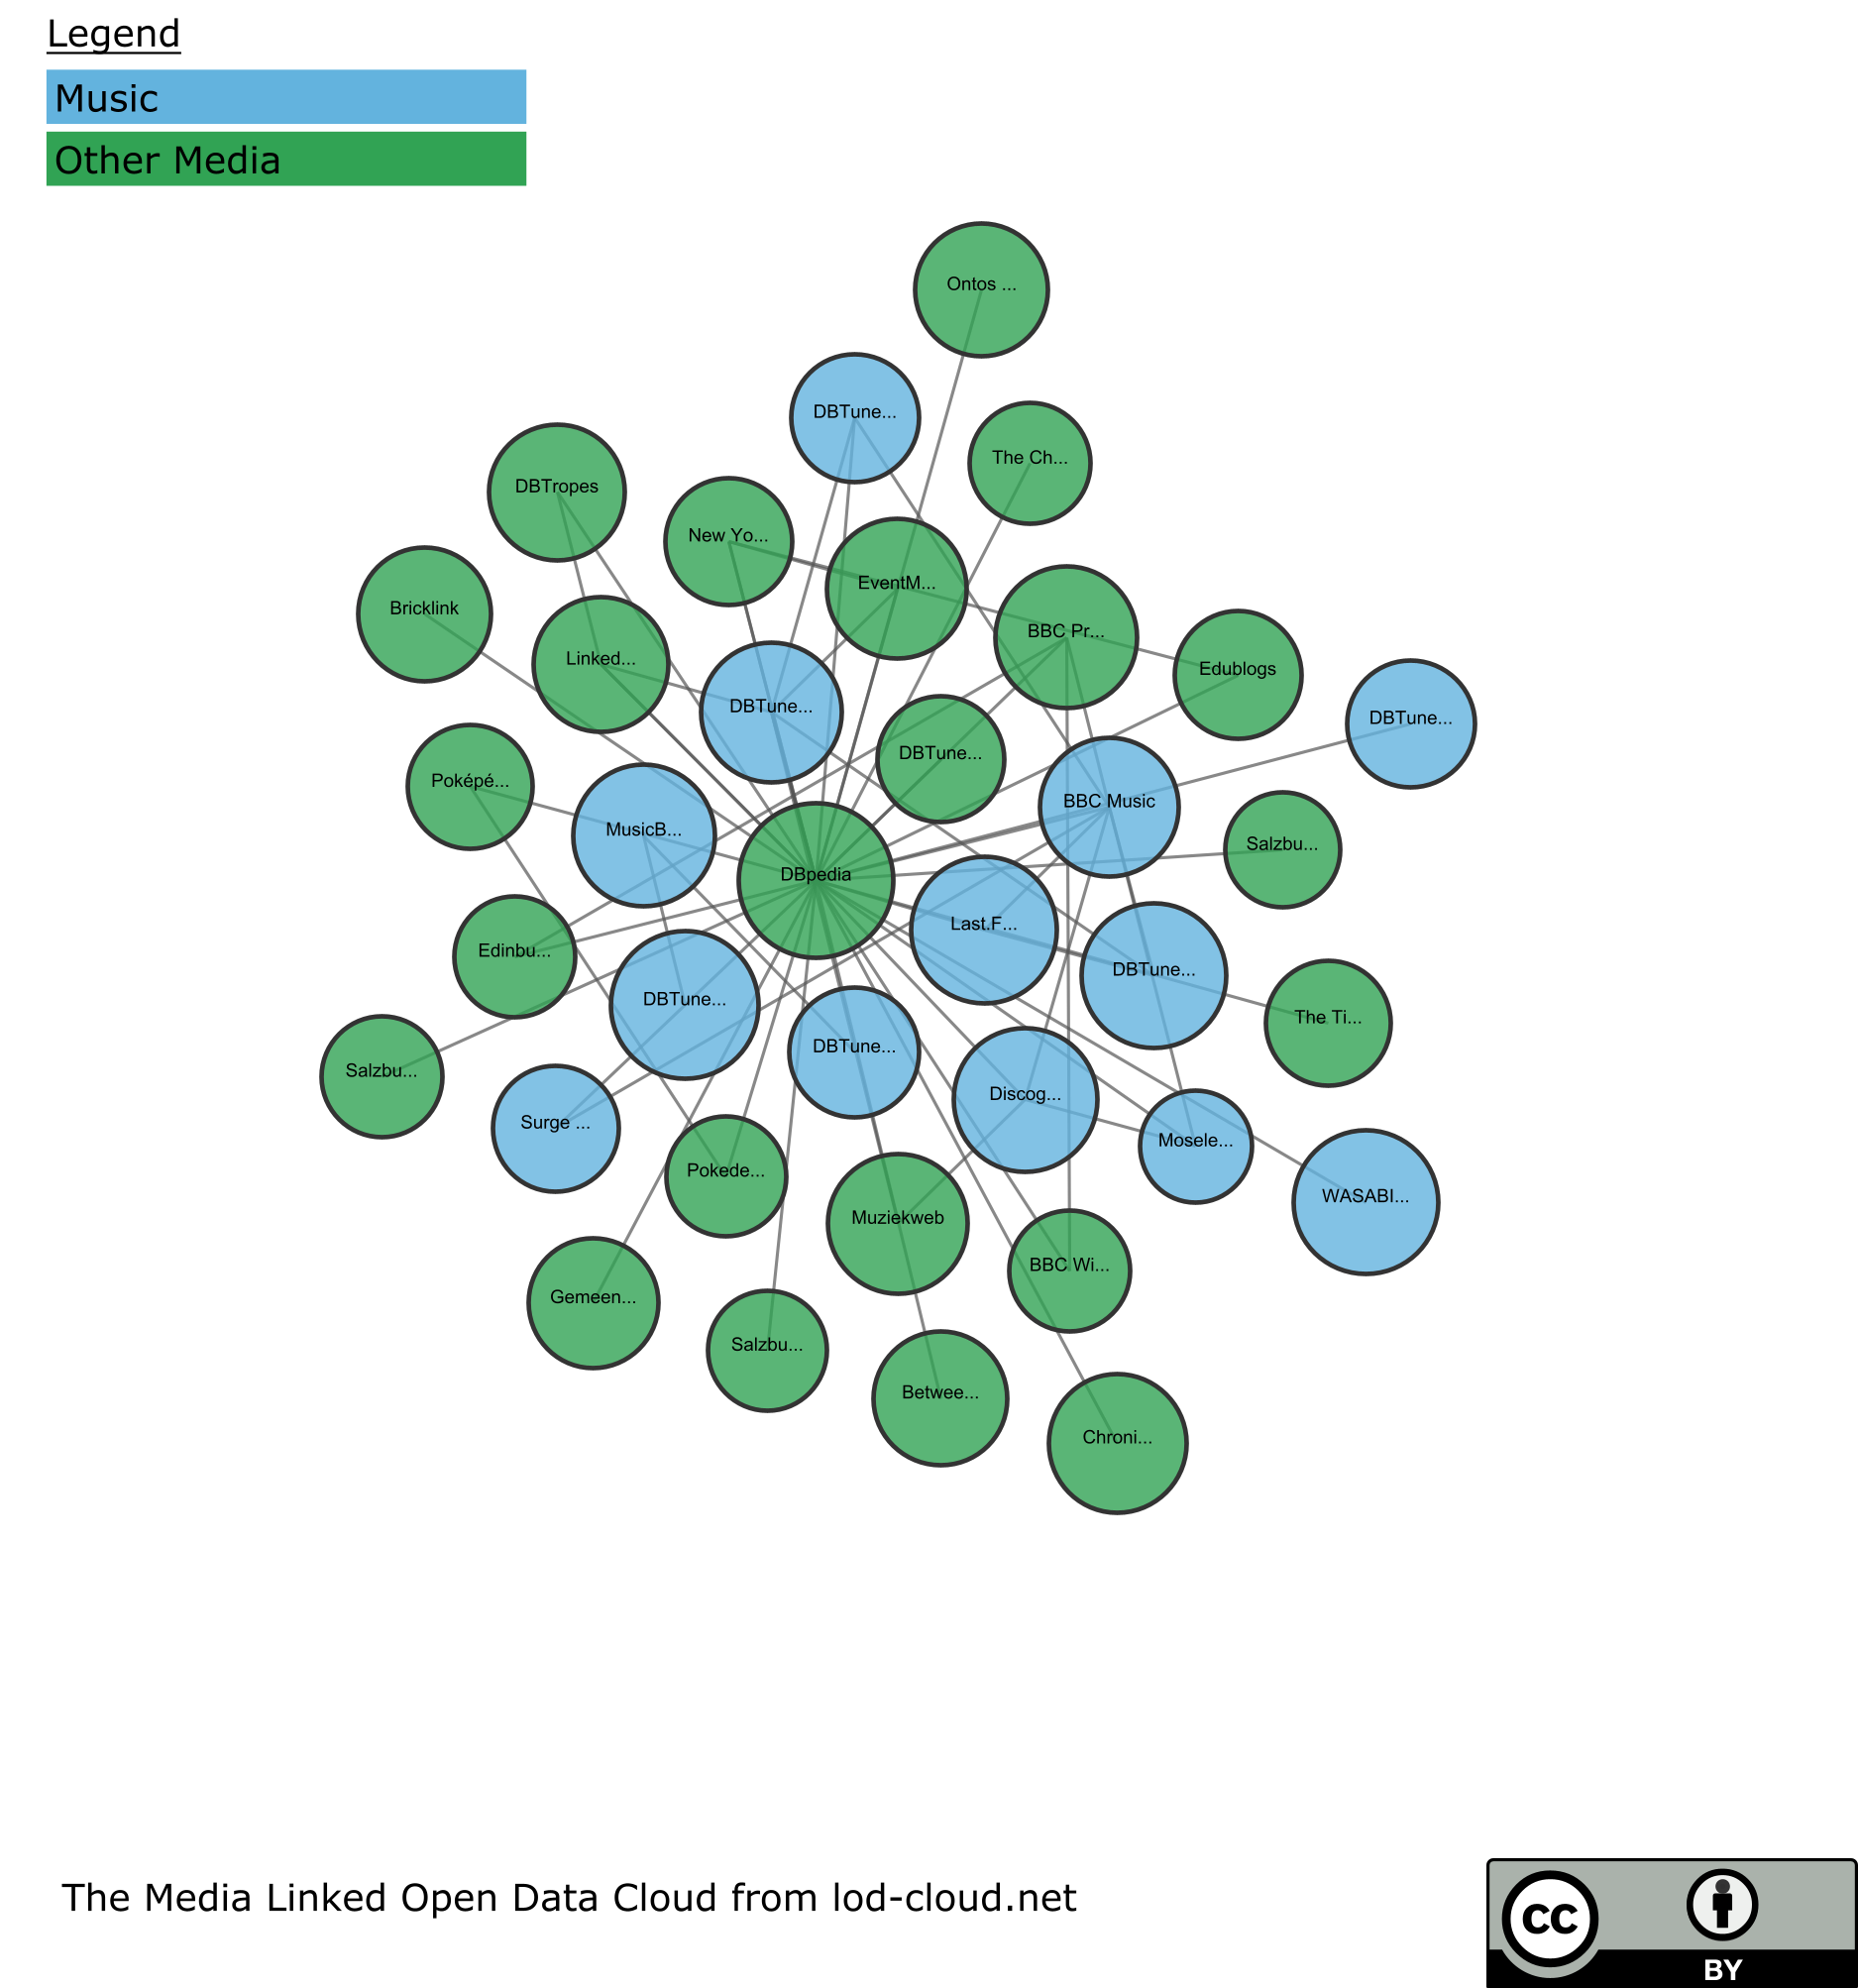 Legend
Music
Other Media
Ontos ...
DBTune...
The Ch...
DBTropes
New Yo...
EventM...
Bricklink
BBC Pr...
Linked...
Edublogs
DBTune...
DBTune...
DBTune...
Poképé...
BBC Music
MusicB...
Salzbu...
DBpedia
Last.F...
Edinbu...
DBTune...
DBTune...
The Ti...
DBTune...
Salzbu...
Discog...
Surge ...
Mosele...
Pokede...
WASABI...
Muziekweb
BBC Wi...
Gemeen...
Salzbu...
Betwee...
Chroni...
The Media Linked Open Data Cloud from lod-cloud.net
cc
BY